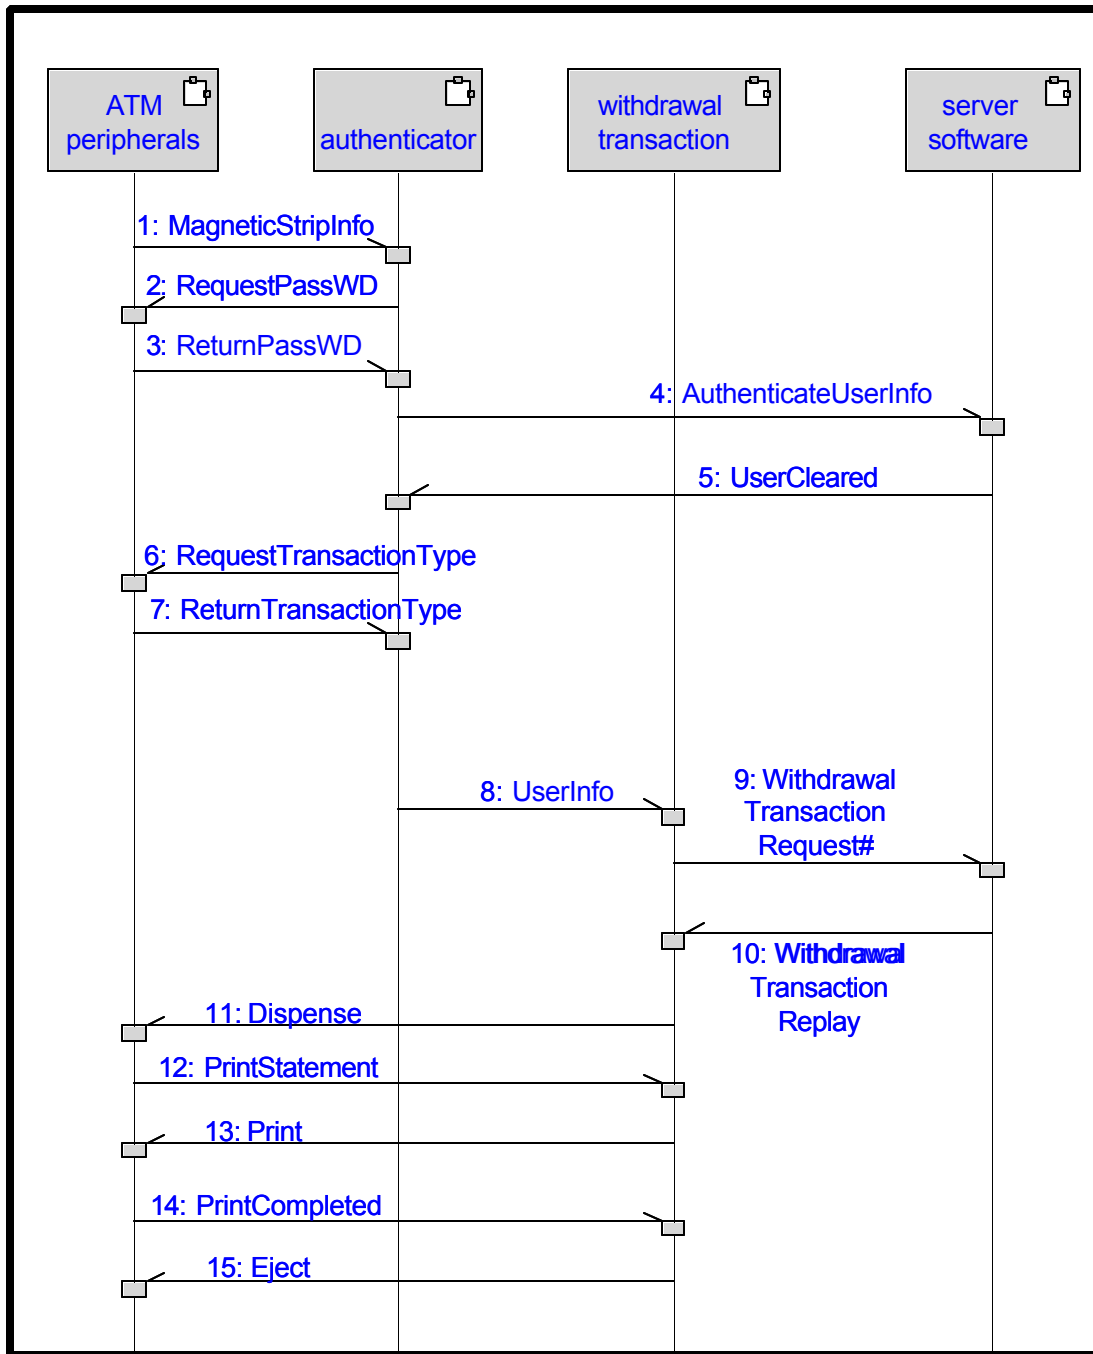 ATM
peripherals
authenticator
withdrawal
transaction
server
software
1: MagneticStripInfo
2: RequestPassWD
3: ReturnPassWD
4: AuthenticateUserInfo
5: UserCleared
6: RequestTransactionType
7: ReturnTransactionType
8: UserInfo
9: Withdrawal
Transaction
Request#
10: Withdrawal
Transaction
Replay
11: Dispense
12: PrintStatement
13: Print
14: PrintCompleted
15: Eject